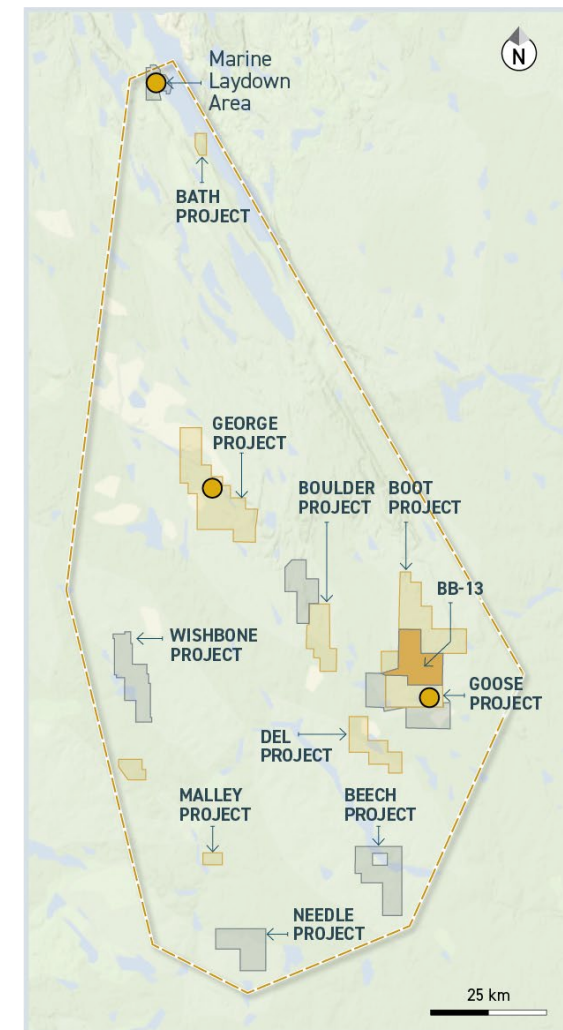 N
Marine
Laydown
Area
BATH
PROJECT
GEORGE
PROJECT
BOULDER
PROJECT
BOOT
PROJECT
BB-13
WISHBONE
PROJECT
GOOSE
PROJECT
DEL
PROJECT
MALLEY
PROJECT
BEECH
PROJECT
NEEDLE
PROJECT
25 km